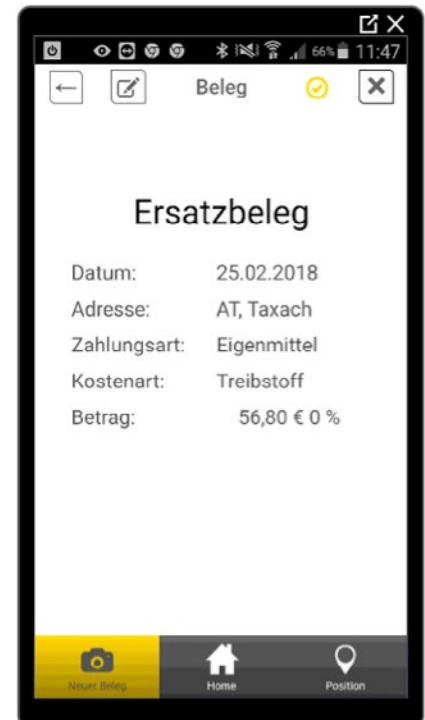 66% 11:47
Beleg
Ersatzbeleg
Datum: 25.02.2018
Adresse: AT, Taxach
Zahlungsart: Eigenmittel
Kostenart: Treibstoff
Betrag: 56,80 € 0 %
Neuer Beleg Home Position